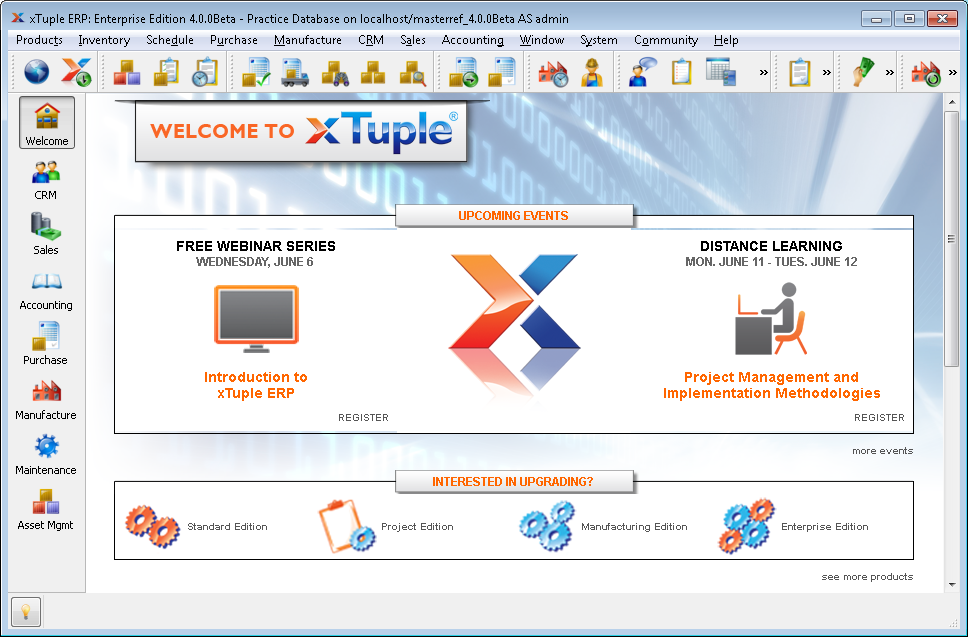 xTuple ERP: Enterprise Edition 4.0.0Beta - Practice Database on localhost/masterref_4.0.0Beta AS admin
Products Inventory Schedule Purchase Manufacture CRM Sales Accounting Window System Community Help
Welcome
CRM
Sales
Accounting
Purchase
Manufacture
Maintenance
Asset Mgmt
WELCOME TO xTuple®
UPCOMING EVENTS
FREE WEBINAR SERIES
WEDNESDAY, JUNE 6
Introduction to
xTuple ERP
REGISTER
DISTANCE LEARNING
MON. JUNE 11 - TUES. JUNE 12
Project Management and
Implementation Methodologies
REGISTER
more events
INTERESTED IN UPGRADING?
Standard Edition
Project Edition
Manufacturing Edition
Enterprise Edition
see more products